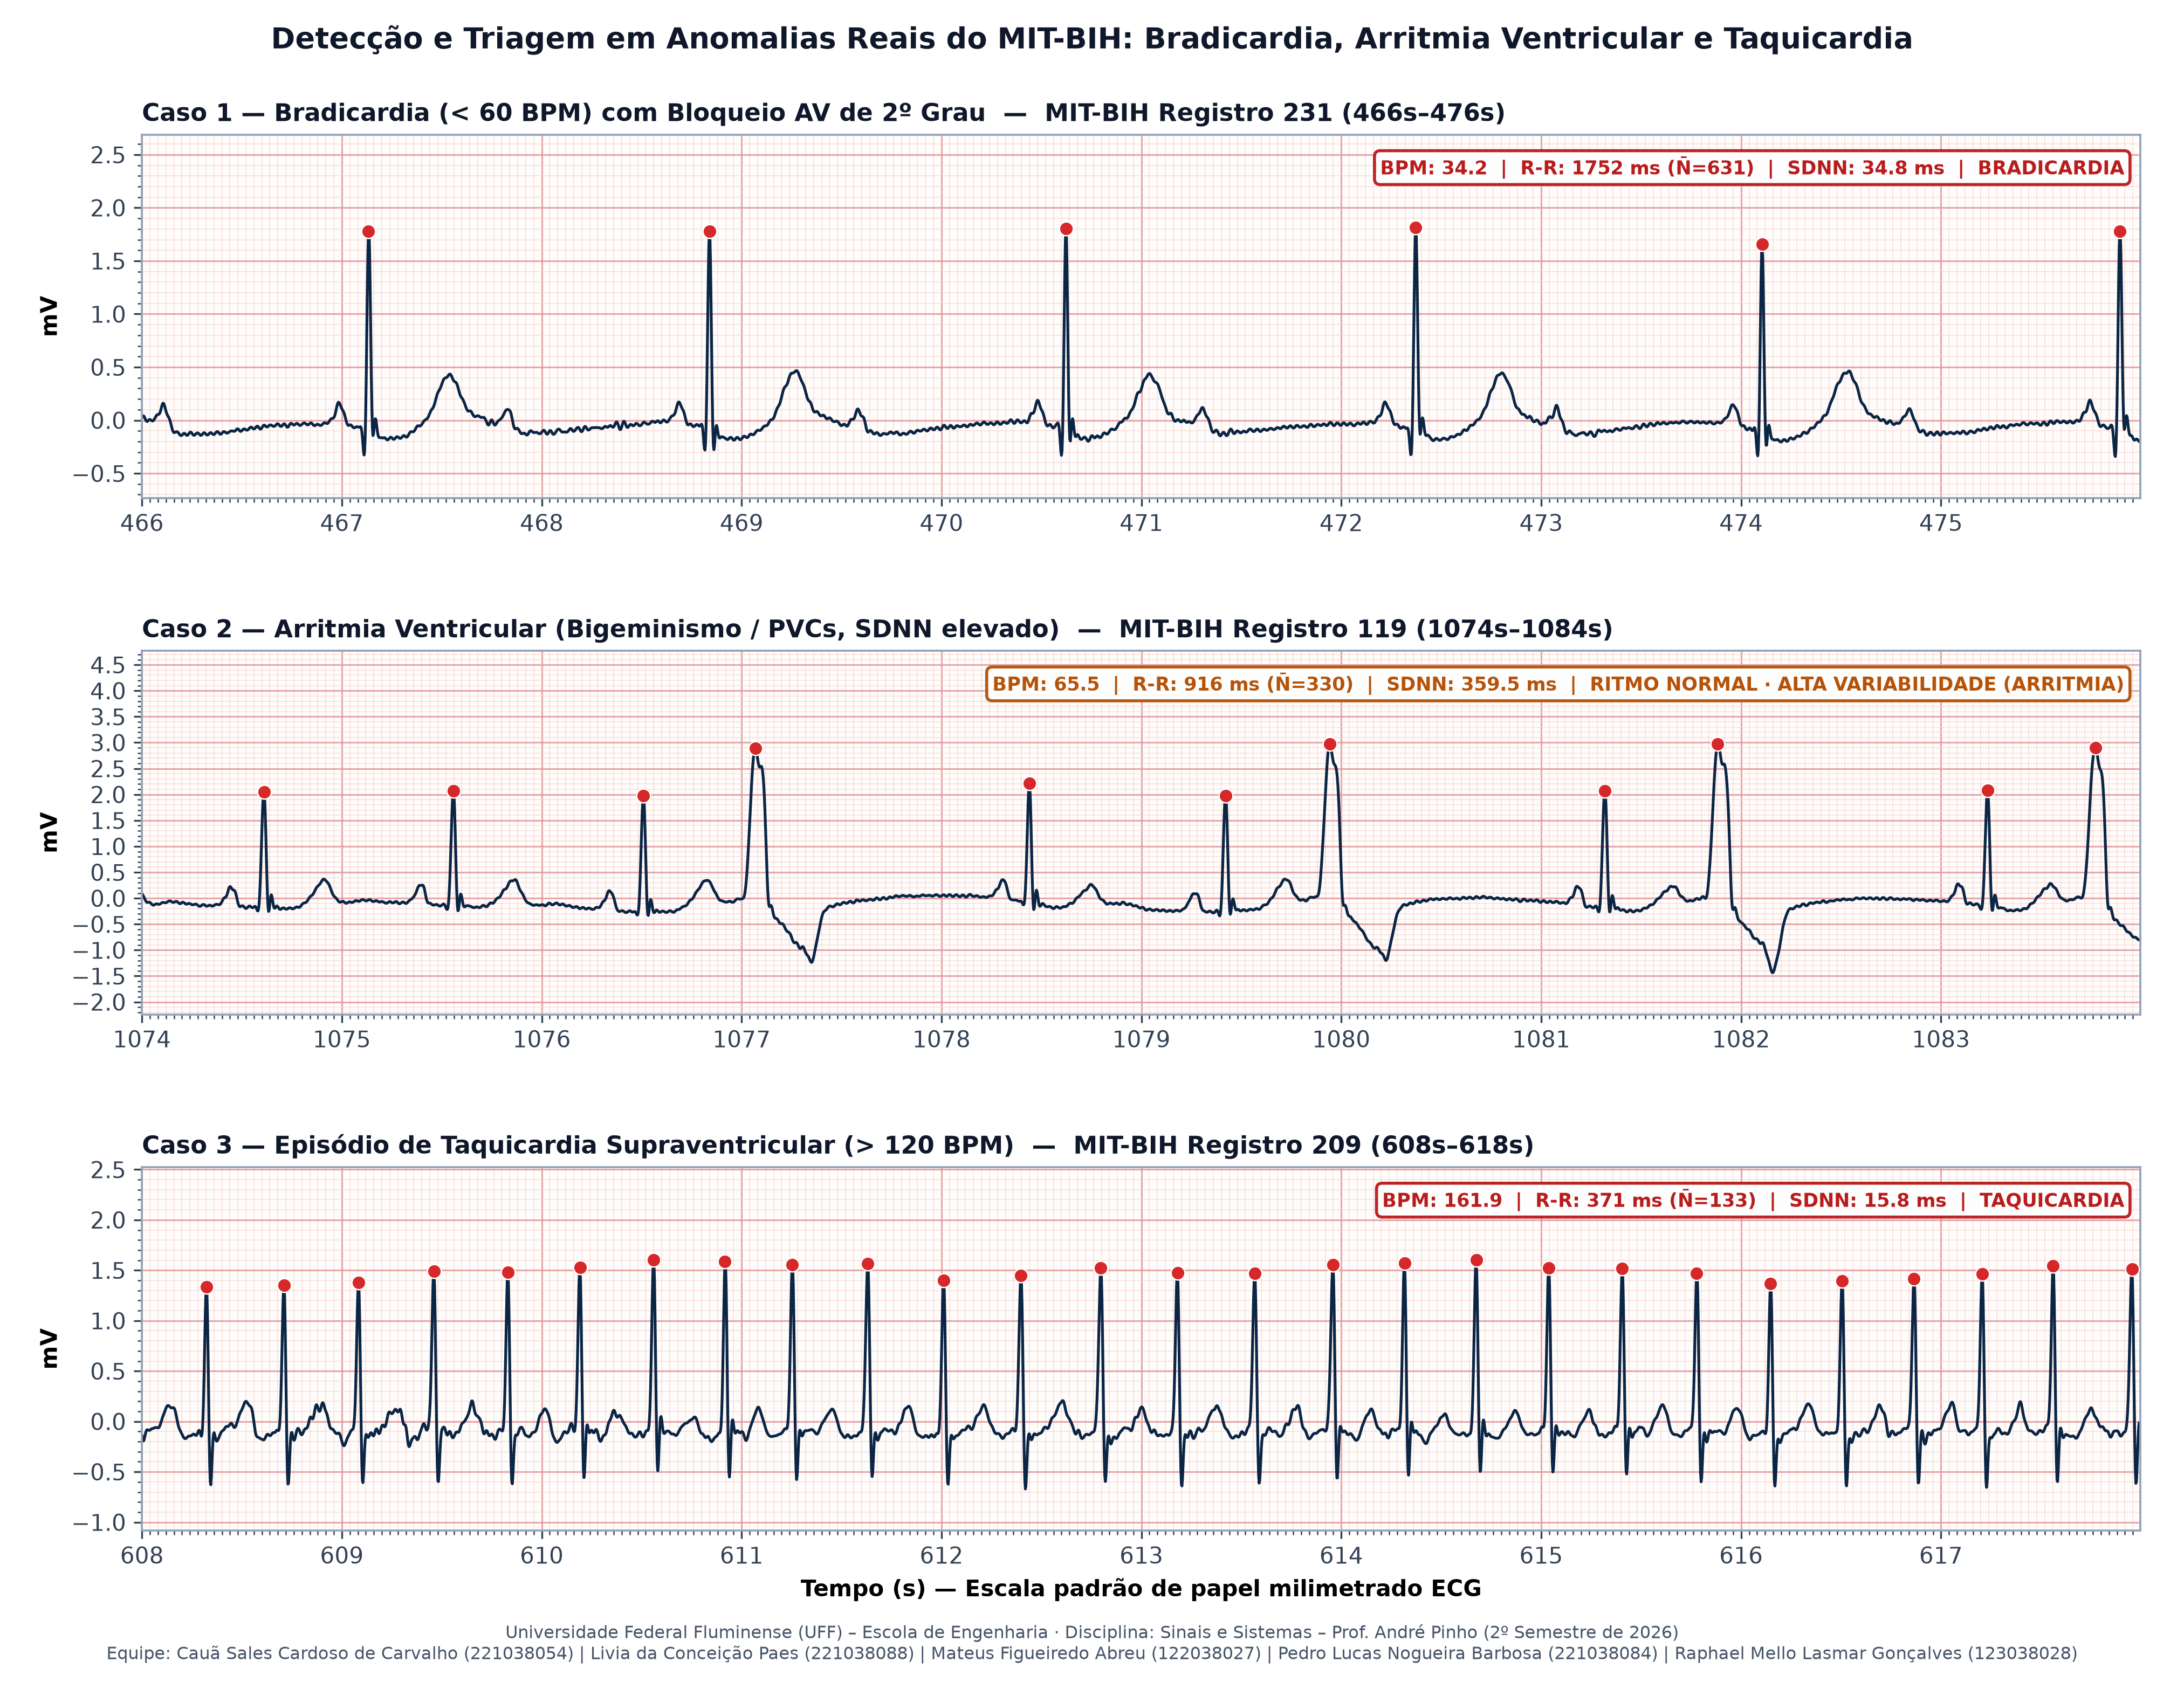 Detecção e Triagem em Anomalias Reais do MIT-BIH: Bradicardia, Arritmia Ventricular e Taquicardia
Caso 1 — Bradicardia (< 60 BPM) com Bloqueio AV de 2º Grau — MIT-BIH Registro 231 (466s–476s)
BPM: 34.2 | R-R: 1752 ms (N̄=631) | SDNN: 34.8 ms | BRADICARDIA
2.5
2.0
1.5
1.0
0.5
0.0
−0.5
mV
466 467 468 469 470 471 472 473 474 475
Caso 2 — Arritmia Ventricular (Bigeminismo / PVCs, SDNN elevado) — MIT-BIH Registro 119 (1074s–1084s)
BPM: 65.5 | R-R: 916 ms (N̄=330) | SDNN: 359.5 ms | RITMO NORMAL · ALTA VARIABILIDADE (ARRITMIA)
4.5
4.0
3.5
3.0
2.5
2.0
1.5
1.0
0.5
0.0
−0.5
−1.0
−1.5
−2.0
mV
1074 1075 1076 1077 1078 1079 1080 1081 1082 1083
Caso 3 — Episódio de Taquicardia Supraventricular (> 120 BPM) — MIT-BIH Registro 209 (608s–618s)
BPM: 161.9 | R-R: 371 ms (N̄=133) | SDNN: 15.8 ms | TAQUICARDIA
2.5
2.0
1.5
1.0
0.5
0.0
−0.5
−1.0
mV
608 609 610 611 612 613 614 615 616 617
Tempo (s) — Escala padrão de papel milimetrado ECG
Universidade Federal Fluminense (UFF) – Escola de Engenharia · Disciplina: Sinais e Sistemas – Prof. André Pinho (2º Semestre de 2026)
Equipe: Cauã Sales Cardoso de Carvalho (221038054) | Livia da Conceição Paes (221038088) | Mateus Figueiredo Abreu (122038027) | Pedro Lucas Nogueira Barbosa (221038084) | Raphael Mello Lasmar Gonçalves (123038028)